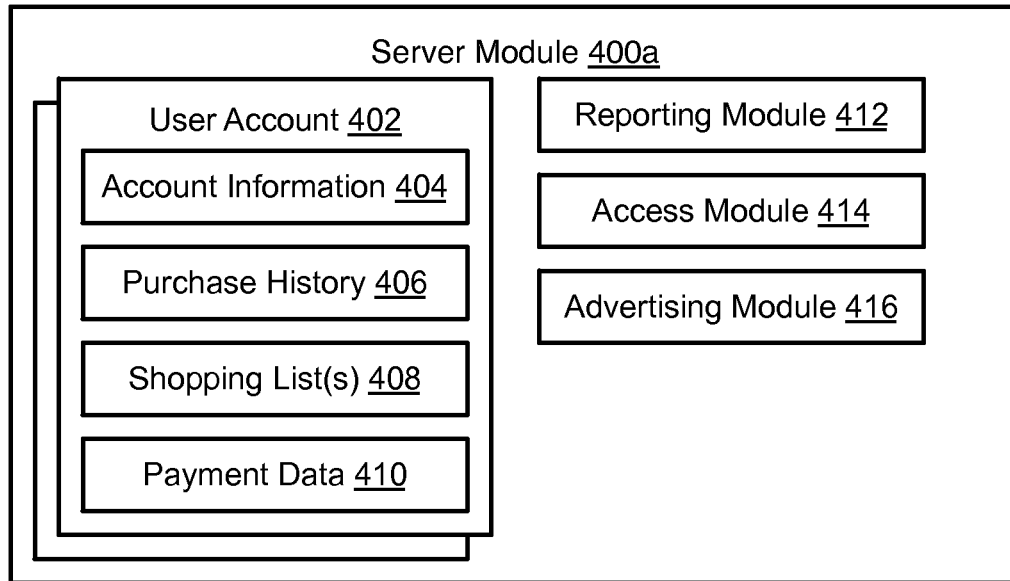 Server Module 400a
User Account 402
Account Information 404
Purchase History 406
Shopping List(s) 408
Payment Data 410
Reporting Module 412
Access Module 414
Advertising Module 416